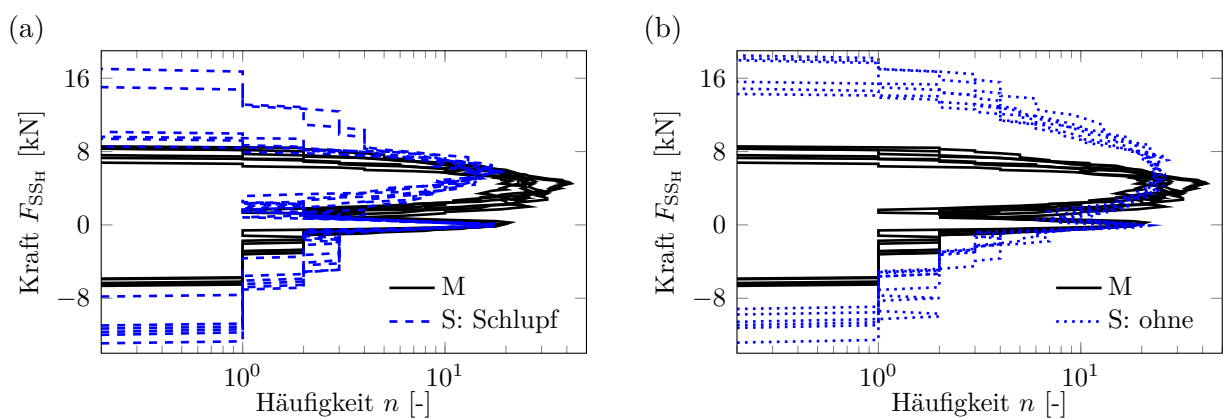 (a)
Kraft F_SS_H [kN]
16
8
0
−8
M
S: Schlupf
10^0
10^1
Häufigkeit n [-]
(b)
Kraft F_SS_H [kN]
16
8
0
−8
M
S: ohne
10^0
10^1
Häufigkeit n [-]